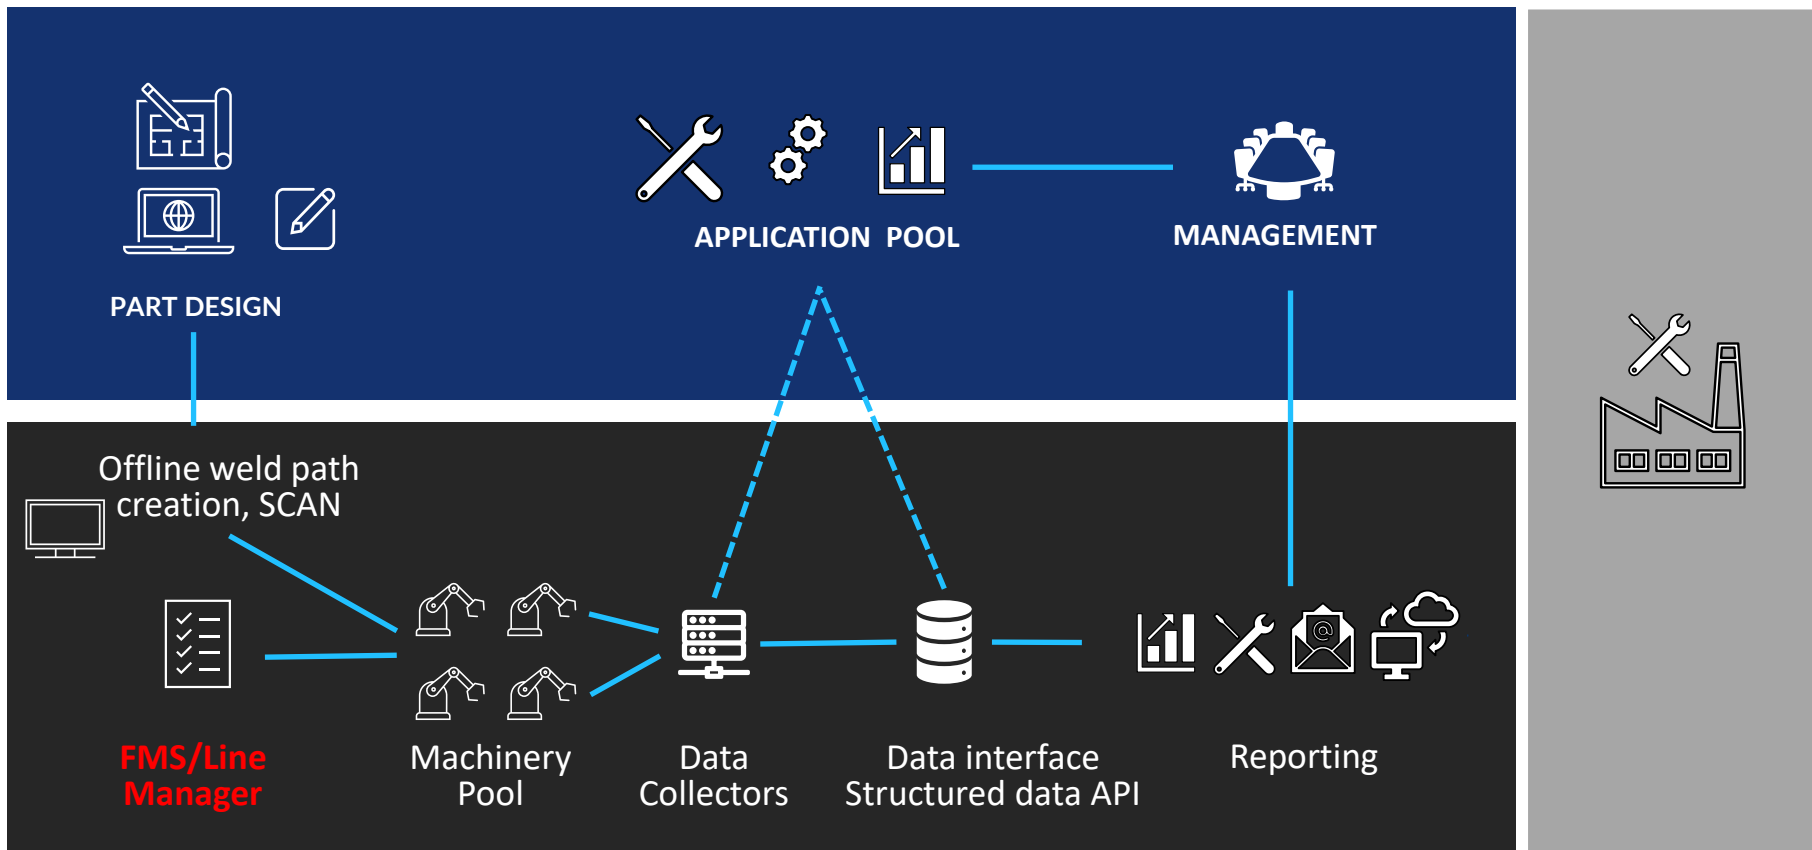 APPLICATION POOL
MANAGEMENT
PART DESIGN
Offline weld path
creation, SCAN
@
FMS/Line
Manager
Machinery
Pool
Data
Collectors
Data interface
Structured data API
Reporting